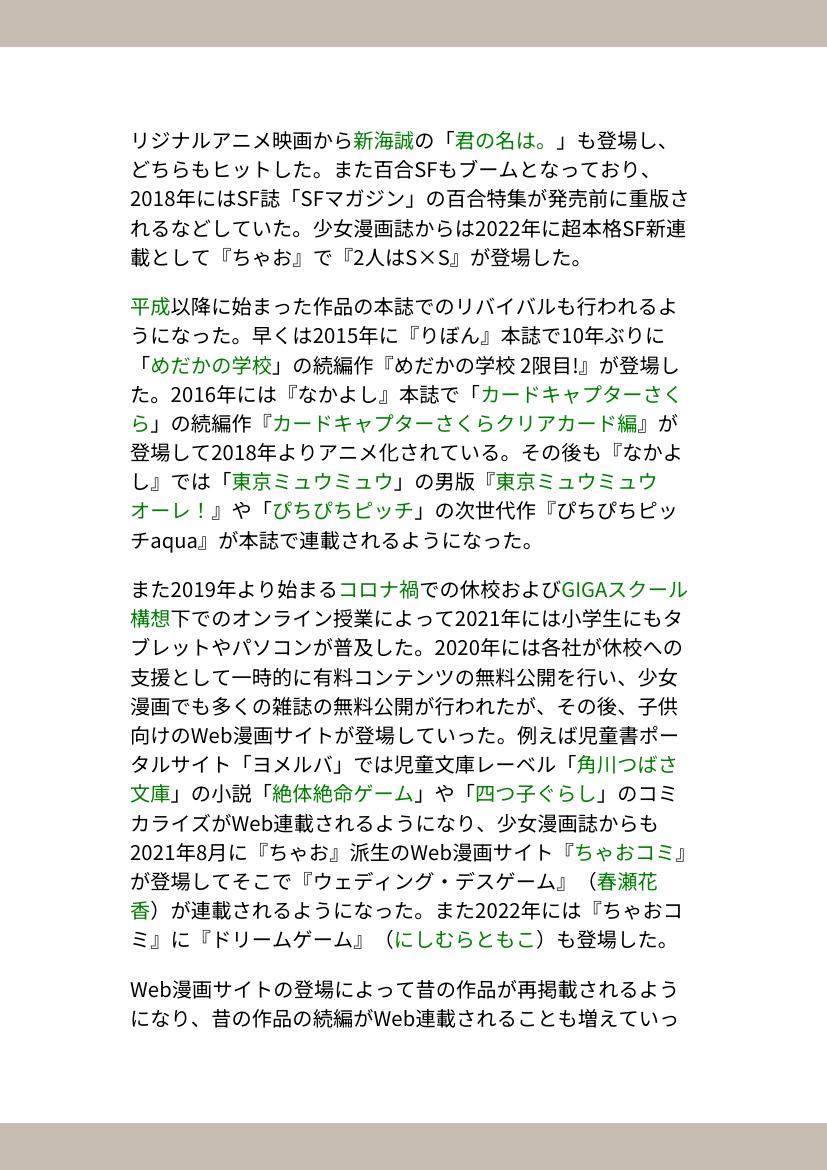 リジナルアニメ映画から新海誠の「君の名は。」も登場し、
どちらもヒットした。また百合SFもブームとなっており、
2018年にはSF誌「SFマガジン」の百合特集が発売前に重版さ
れるなどしていた。少女漫画誌からは2022年に超本格SF新連
載として『ちゃお』で『2人はS×S』が登場した。
平成以降に始まった作品の本誌でのリバイバルも行われるよ
うになった。早くは2015年に『りぼん』本誌で10年ぶりに
「めだかの学校」の続編作『めだかの学校 2限目!』が登場し
た。2016年には『なかよし』本誌で「カードキャプターさく
ら」の続編作『カードキャプターさくらクリアカード編』が
登場して2018年よりアニメ化されている。その後も『なかよ
し』では「東京ミュウミュウ」の男版『東京ミュウミュウ
オーレ！』や「ぴちぴちピッチ」の次世代作『ぴちぴちピッ
チaqua』が本誌で連載されるようになった。
また2019年より始まるコロナ禍での休校およびGIGAスクール
構想下でのオンライン授業によって2021年には小学生にもタ
ブレットやパソコンが普及した。2020年には各社が休校への
支援として一時的に有料コンテンツの無料公開を行い、少女
漫画でも多くの雑誌の無料公開が行われたが、その後、子供
向けのWeb漫画サイトが登場していった。例えば児童書ポー
タルサイト「ヨメルバ」では児童文庫レーベル「角川つばさ
文庫」の小説「絶体絶命ゲーム」や「四つ子ぐらし」のコミ
カライズがWeb連載されるようになり、少女漫画誌からも
2021年8月に『ちゃお』派生のWeb漫画サイト『ちゃおコミ』
が登場してそこで『ウェディング・デスゲーム』（春瀬花
香）が連載されるようになった。また2022年には『ちゃおコ
ミ』に『ドリームゲーム』（にしむらともこ）も登場した。
Web漫画サイトの登場によって昔の作品が再掲載されるよう
になり、昔の作品の続編がWeb連載されることも増えていっ